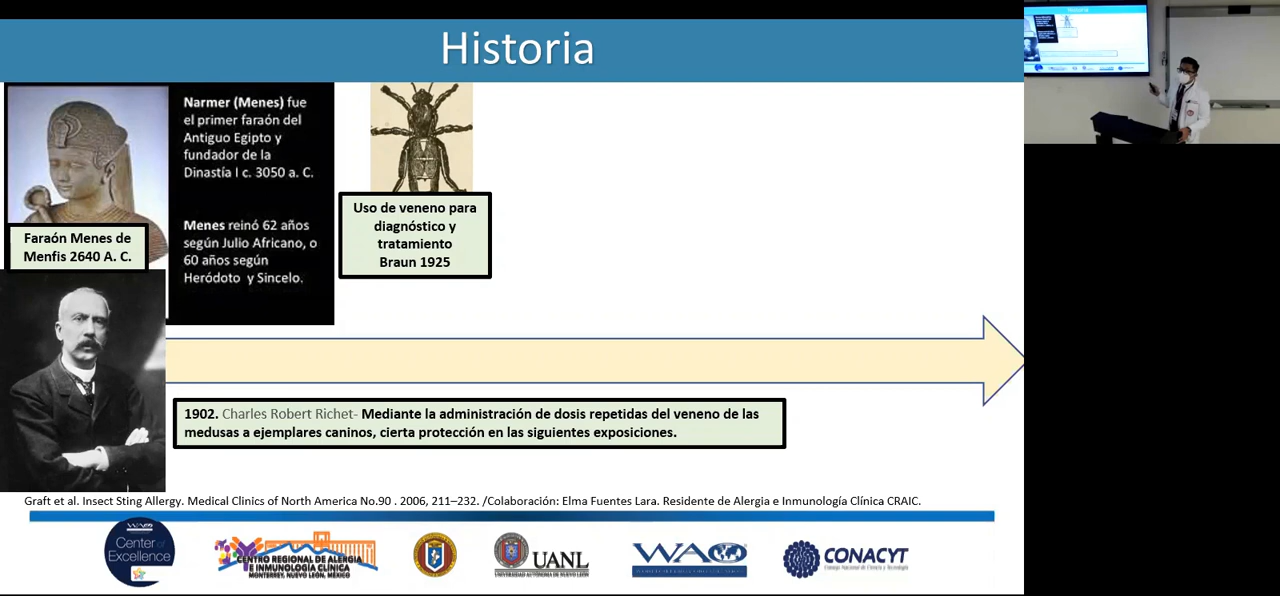 Historia
Narmer (Menes) fue
el primer faraón del
Antiguo Egipto y
fundador de la
Dinastía I c. 3050 a. C.
Menes reinó 62 años
según Julio Africano, o
60 años según
Heródoto y Sincelo.
Faraón Menes de
Menfis 2640 A. C.
Uso de veneno para
diagnóstico y
tratamiento
Braun 1925
1902. Charles Robert Richet- Mediante la administración de dosis repetidas del veneno de las
medusas a ejemplares caninos, cierta protección en las siguientes exposiciones.
Graft et al. Insect Sting Allergy. Medical Clinics of North America No.90 . 2006, 211–232. /Colaboración: Elma Fuentes Lara. Residente de Alergia e Inmunología Clínica CRAIC.
Center of
Excellence
CENTRO REGIONAL DE ALERGIA
E INMUNOLOGÍA CLÍNICA
MONTERREY, NUEVO LEON, MÉXICO
UANL
UNIVERSIDAD AUTÓNOMA DE NUEVO LEÓN
WAO
CONACYT
Consejo Nacional de Ciencia y Tecnología
Historia